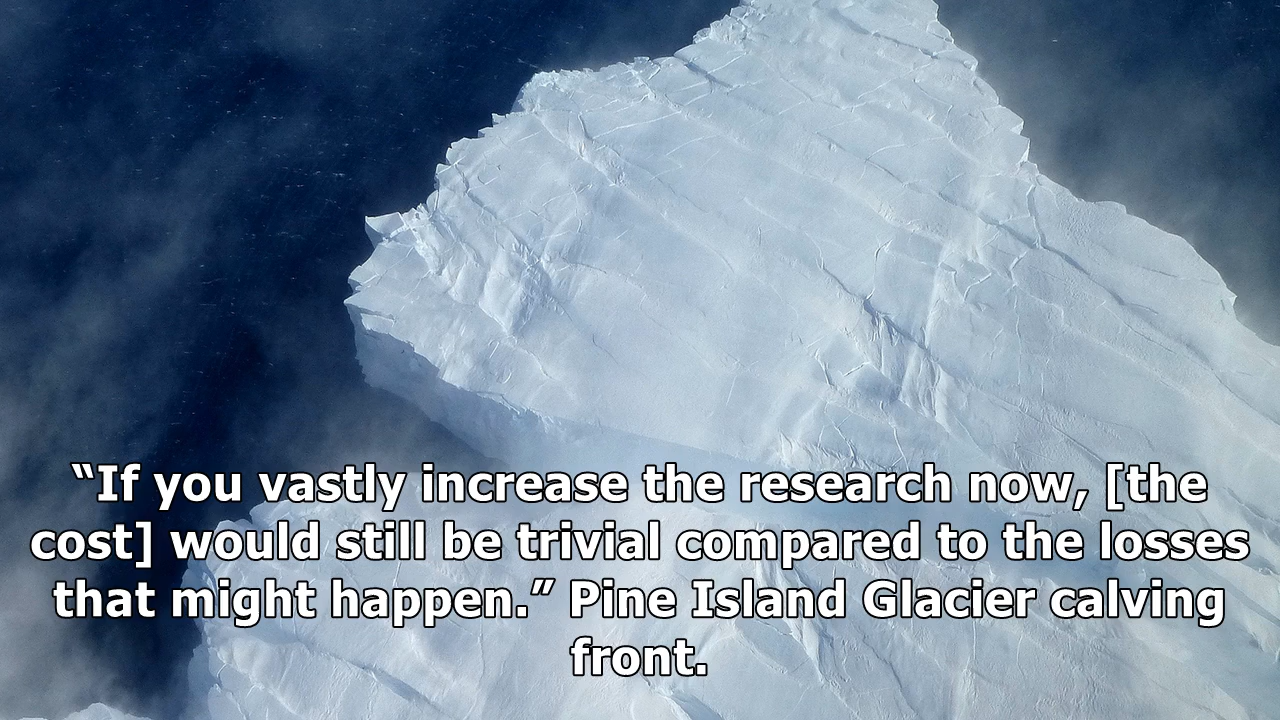 “If you vastly increase the research now, [the
cost] would still be trivial compared to the losses
that might happen.” Pine Island Glacier calving
front.